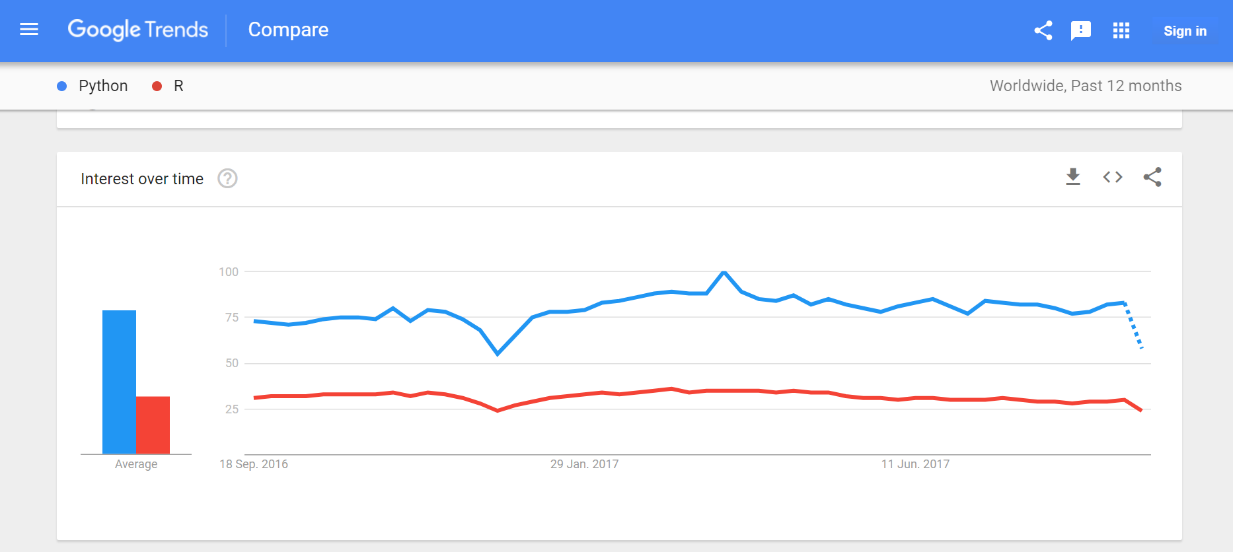 Google Trends Compare Sign in
Python R Worldwide, Past 12 months
Interest over time ?
100
75
50
25
Average 18 Sep. 2016 29 Jan. 2017 11 Jun. 2017